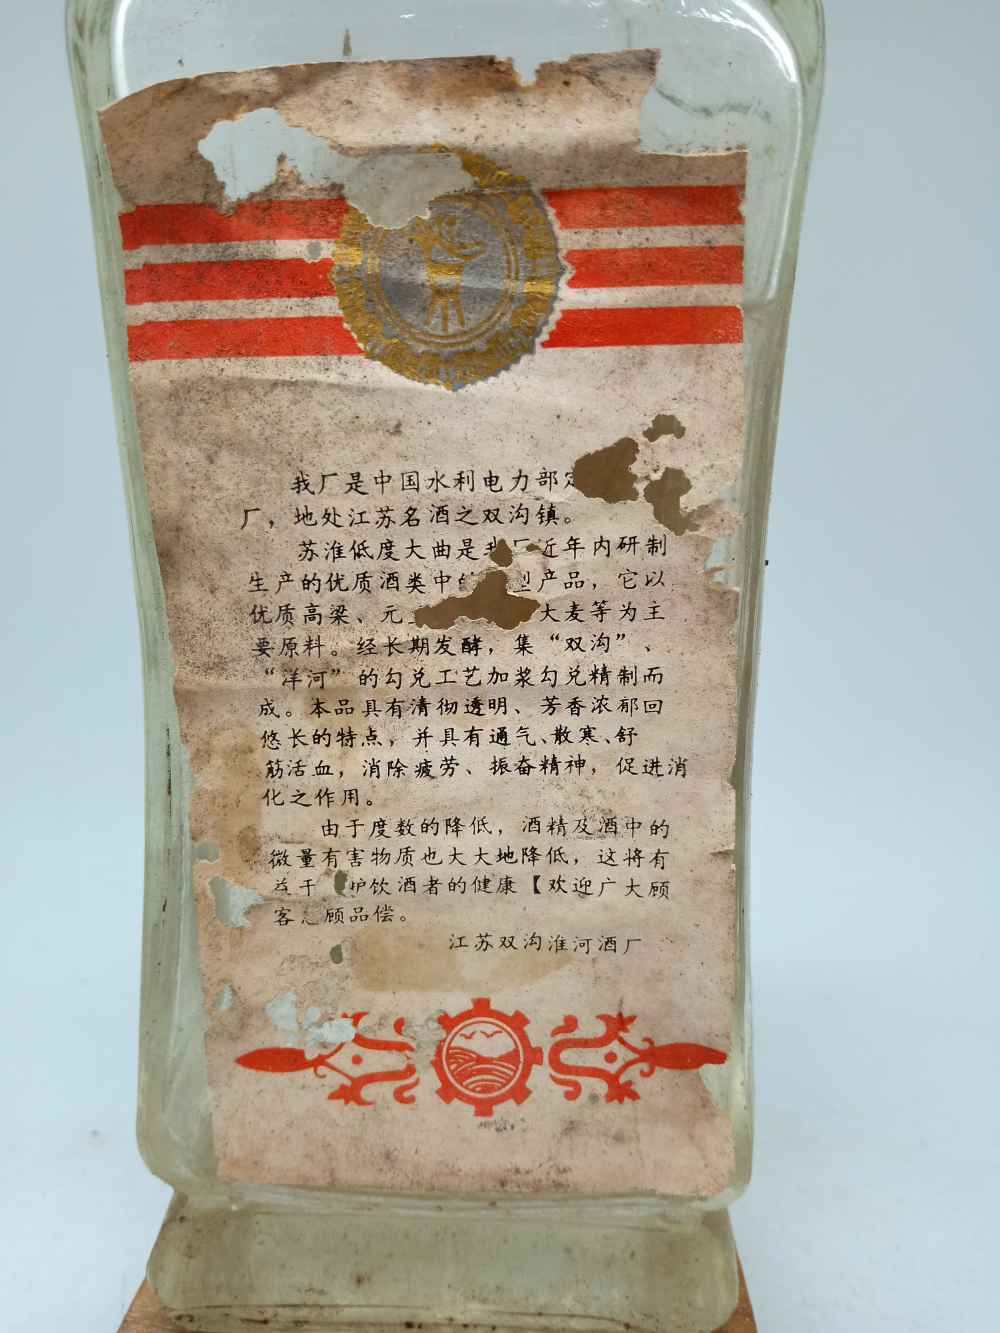 我厂是中国水利电力部定
厂，地处江苏名酒之双沟镇。
苏淮低度大曲是我厂近年内研制
生产的优质酒类中的 型产品，它以
优质高粱、元 大麦等为主
要原料。经长期发酵，集“双沟”、
“洋河”的勾兑工艺加浆勾兑精制而
成。本品具有清彻透明、芳香浓郁回
悠长的特点，并具有通气、散寒、舒
筋活血，消除疲劳、振奋精神，促进消
化之作用。
由于度数的降低，酒精及酒中的
微量有害物质也大大地降低，这将有
益于 护饮酒者的健康【欢迎广大顾
客 顾品偿。
江苏双沟淮河酒厂